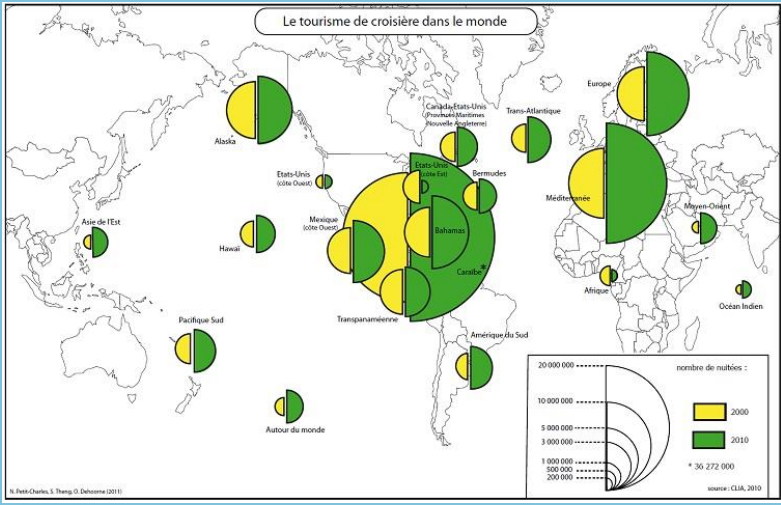 Le tourisme de croisière dans le monde
Europe
Canada-Etats-Unis
(Provinces Maritimes
Nouvelle Angleterre)
Trans-Atlantique
Alaska
Etats-Unis
(côte Ouest)
Etats-Unis
(côte Est)
Bermudes
Méditerranée
Moyen-Orient
Asie de l'Est
Hawaï
Mexique
(côte Ouest)
Bahamas
Caraïbe*
Afrique
Océan Indien
Pacifique Sud
Transpanaméenne
Amérique du Sud
Autour du monde
20 000 000
10 000 000
5 000 000
3 000 000
1 000 000
500 000
200 000
nombre de nuitées :
2000
2010
* 36 272 000
source : CLIA, 2010
N. Petit-Charles, S. Theng, O. Dehoorne (2011)